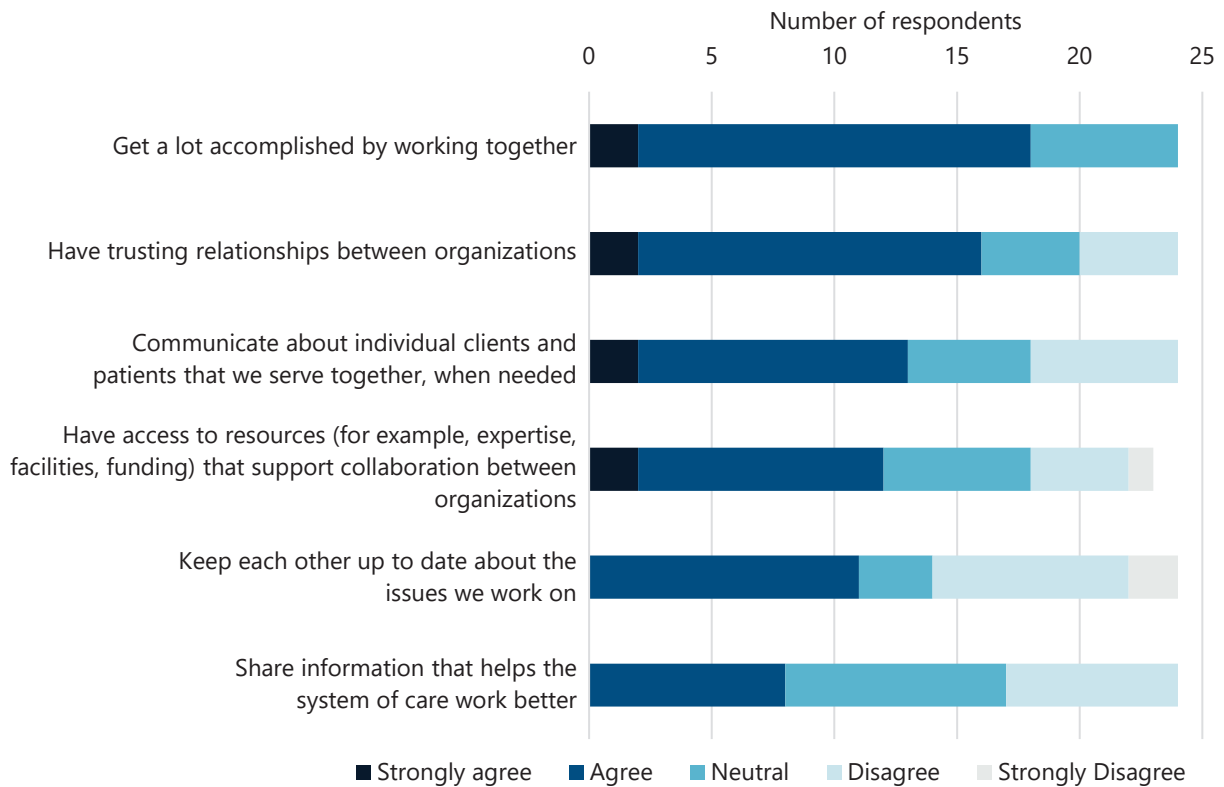 Number of respondents
0 5 10 15 20 25
Get a lot accomplished by working together
Have trusting relationships between organizations
Communicate about individual clients and
patients that we serve together, when needed
Have access to resources (for example, expertise,
facilities, funding) that support collaboration between
organizations
Keep each other up to date about the
issues we work on
Share information that helps the
system of care work better
Strongly agree Agree Neutral Disagree Strongly Disagree